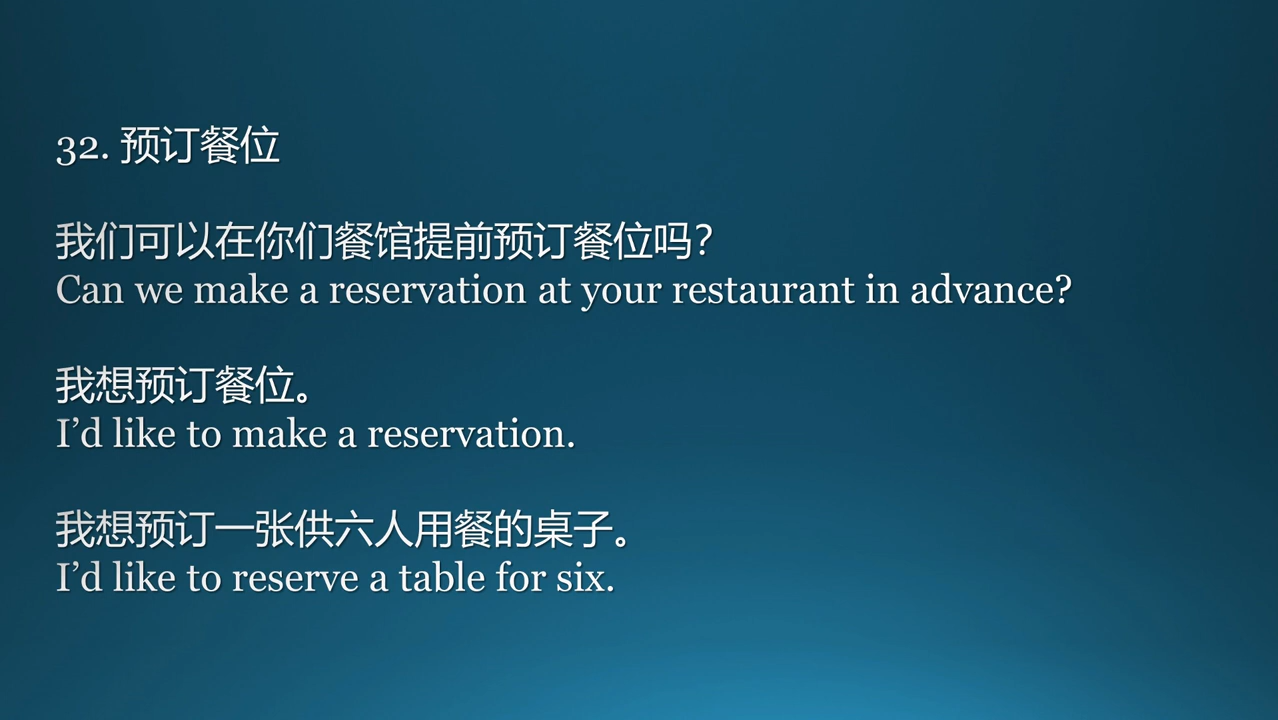 32. 预订餐位
我们可以在你们餐馆提前预订餐位吗?
Can we make a reservation at your restaurant in advance?
我想预订餐位。
I’d like to make a reservation.
我想预订一张供六人用餐的桌子。
I’d like to reserve a table for six.